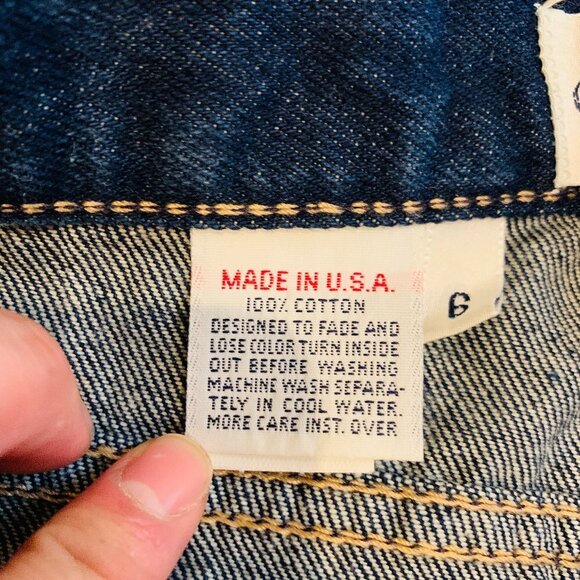 MADE IN U.S.A.
100% COTTON
DESIGNED TO FADE AND
LOSE COLOR TURN INSIDE
OUT BEFORE WASHING
MACHINE WASH SEPARA-
TELY IN COOL WATER.
MORE CARE INST. OVER
6